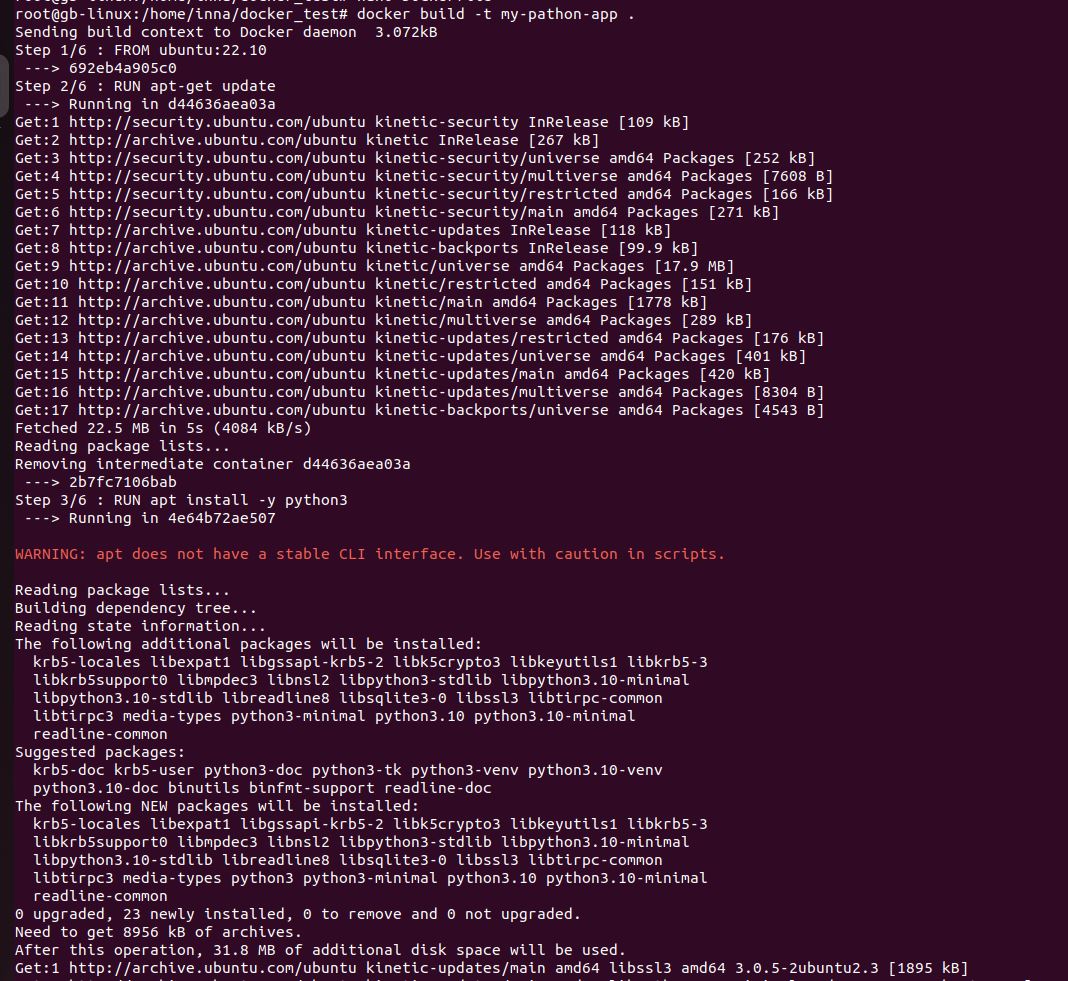 root@gb-linux:/home/inna/docker_test# docker build -t my-pathon-app .
Sending build context to Docker daemon  3.072kB
Step 1/6 : FROM ubuntu:22.10
 ---> 692eb4a905c0
Step 2/6 : RUN apt-get update
 ---> Running in d44636aea03a
Get:1 http://security.ubuntu.com/ubuntu kinetic-security InRelease [109 kB]
Get:2 http://archive.ubuntu.com/ubuntu kinetic InRelease [267 kB]
Get:3 http://security.ubuntu.com/ubuntu kinetic-security/universe amd64 Packages [252 kB]
Get:4 http://security.ubuntu.com/ubuntu kinetic-security/multiverse amd64 Packages [7608 B]
Get:5 http://security.ubuntu.com/ubuntu kinetic-security/restricted amd64 Packages [166 kB]
Get:6 http://security.ubuntu.com/ubuntu kinetic-security/main amd64 Packages [271 kB]
Get:7 http://archive.ubuntu.com/ubuntu kinetic-updates InRelease [118 kB]
Get:8 http://archive.ubuntu.com/ubuntu kinetic-backports InRelease [99.9 kB]
Get:9 http://archive.ubuntu.com/ubuntu kinetic/universe amd64 Packages [17.9 MB]
Get:10 http://archive.ubuntu.com/ubuntu kinetic/restricted amd64 Packages [151 kB]
Get:11 http://archive.ubuntu.com/ubuntu kinetic/main amd64 Packages [1778 kB]
Get:12 http://archive.ubuntu.com/ubuntu kinetic/multiverse amd64 Packages [289 kB]
Get:13 http://archive.ubuntu.com/ubuntu kinetic-updates/restricted amd64 Packages [176 kB]
Get:14 http://archive.ubuntu.com/ubuntu kinetic-updates/universe amd64 Packages [401 kB]
Get:15 http://archive.ubuntu.com/ubuntu kinetic-updates/main amd64 Packages [420 kB]
Get:16 http://archive.ubuntu.com/ubuntu kinetic-updates/multiverse amd64 Packages [8304 B]
Get:17 http://archive.ubuntu.com/ubuntu kinetic-backports/universe amd64 Packages [4543 B]
Fetched 22.5 MB in 5s (4084 kB/s)
Reading package lists...
Removing intermediate container d44636aea03a
 ---> 2b7fc7106bab
Step 3/6 : RUN apt install -y python3
 ---> Running in 4e64b72ae507
WARNING: apt does not have a stable CLI interface. Use with caution in scripts.
Reading package lists...
Building dependency tree...
Reading state information...
The following additional packages will be installed:
  krb5-locales libexpat1 libgssapi-krb5-2 libk5crypto3 libkeyutils1 libkrb5-3
  libkrb5support0 libmpdec3 libnsl2 libpython3-stdlib libpython3.10-minimal
  libpython3.10-stdlib libreadline8 libsqlite3-0 libssl3 libtirpc-common
  libtirpc3 media-types python3-minimal python3.10 python3.10-minimal
  readline-common
Suggested packages:
  krb5-doc krb5-user python3-doc python3-tk python3-venv python3.10-venv
  python3.10-doc binutils binfmt-support readline-doc
The following NEW packages will be installed:
  krb5-locales libexpat1 libgssapi-krb5-2 libk5crypto3 libkeyutils1 libkrb5-3
  libkrb5support0 libmpdec3 libnsl2 libpython3-stdlib libpython3.10-minimal
  libpython3.10-stdlib libreadline8 libsqlite3-0 libssl3 libtirpc-common
  libtirpc3 media-types python3 python3-minimal python3.10 python3.10-minimal
  readline-common
0 upgraded, 23 newly installed, 0 to remove and 0 not upgraded.
Need to get 8956 kB of archives.
After this operation, 31.8 MB of additional disk space will be used.
Get:1 http://archive.ubuntu.com/ubuntu kinetic-updates/main amd64 libssl3 amd64 3.0.5-2ubuntu2.3 [1895 kB]